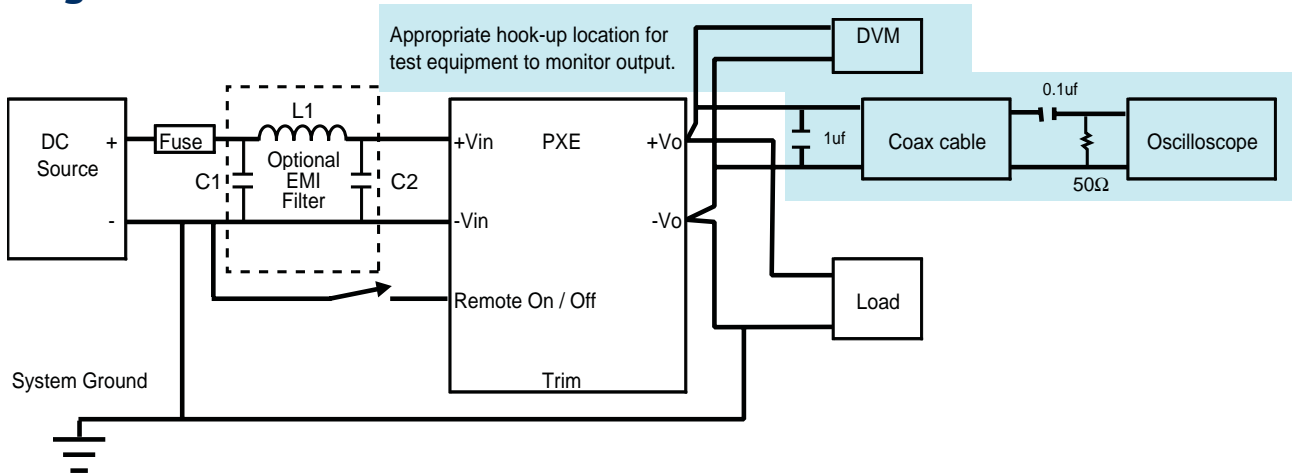 Appropriate hook-up location for
test equipment to monitor output.
DVM
0.1uf
L1
DC
Source
+
Fuse
+Vin
PXE
+Vo
1uf
Coax cable
Oscilloscope
Optional
EMI
Filter
C1
C2
50Ω
-
-Vin
-Vo
Remote On / Off
Load
System Ground
Trim